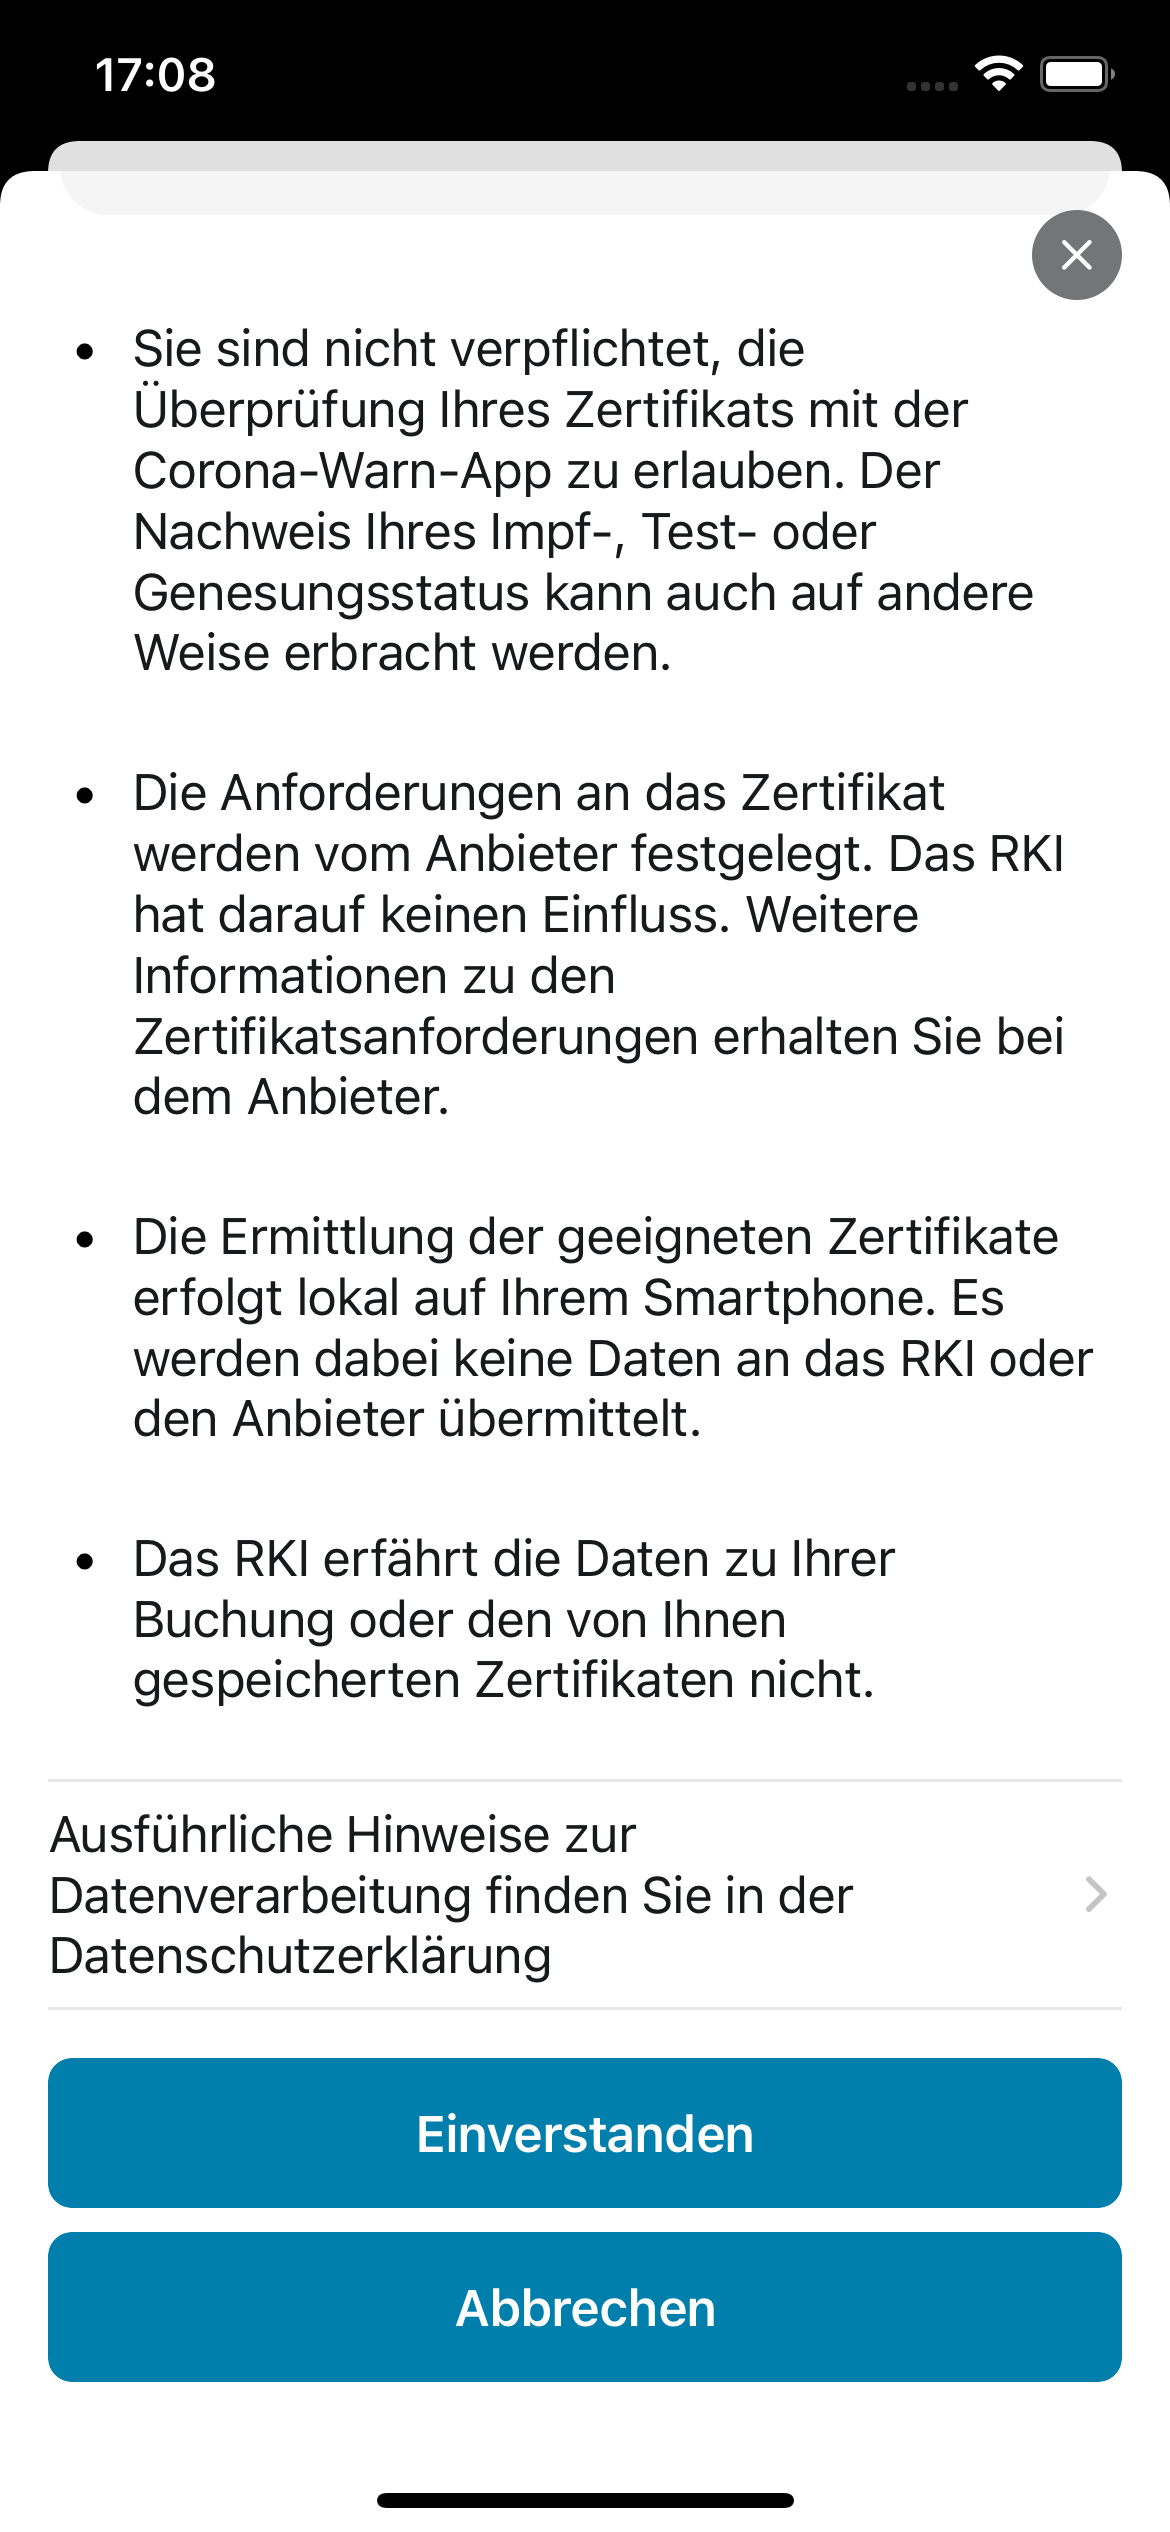 17:08
• Sie sind nicht verpflichtet, die
Überprüfung Ihres Zertifikats mit der
Corona-Warn-App zu erlauben. Der
Nachweis Ihres Impf-, Test- oder
Genesungsstatus kann auch auf andere
Weise erbracht werden.
• Die Anforderungen an das Zertifikat
werden vom Anbieter festgelegt. Das RKI
hat darauf keinen Einfluss. Weitere
Informationen zu den
Zertifikatsanforderungen erhalten Sie bei
dem Anbieter.
• Die Ermittlung der geeigneten Zertifikate
erfolgt lokal auf Ihrem Smartphone. Es
werden dabei keine Daten an das RKI oder
den Anbieter übermittelt.
• Das RKI erfährt die Daten zu Ihrer
Buchung oder den von Ihnen
gespeicherten Zertifikaten nicht.
Ausführliche Hinweise zur
Datenverarbeitung finden Sie in der
Datenschutzerklärung
Einverstanden
Abbrechen